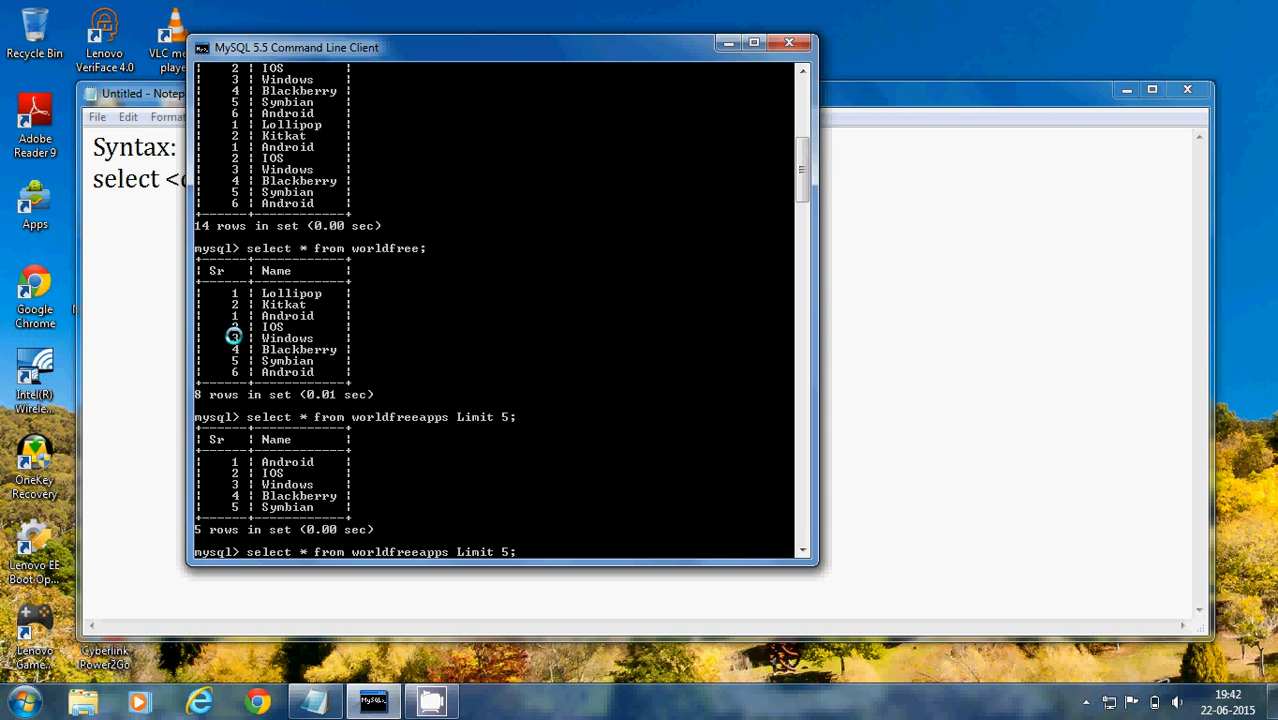 Recycle Bin
Lenovo
VeriFace 4.0
VLC me
playe
Adobe
Reader 9
Apps
Google
Chrome
Intel(R)
Wirele...
OneKey
Recovery
Lenovo EE
Boot Op...
Lenovo
Game...
Cyberlink
Power2Go
Untitled - Notep
File Edit Format
Syntax:
select <
MySQL 5.5 Command Line Client
| 2 | IOS |
| 3 | Windows |
| 4 | Blackberry |
| 5 | Symbian |
| 6 | Android |
| 1 | Lollipop |
| 2 | Kitkat |
| 1 | Android |
| 2 | IOS |
| 3 | Windows |
| 4 | Blackberry |
| 5 | Symbian |
| 6 | Android |
+------+------------+
14 rows in set (0.00 sec)
mysql> select * from worldfree;
+------+------------+
| Sr | Name |
+------+------------+
| 1 | Lollipop |
| 2 | Kitkat |
| 1 | Android |
| 2 | IOS |
| 3 | Windows |
| 4 | Blackberry |
| 5 | Symbian |
| 6 | Android |
+------+------------+
8 rows in set (0.01 sec)
mysql> select * from worldfreeapps Limit 5;
+------+------------+
| Sr | Name |
+------+------------+
| 1 | Android |
| 2 | IOS |
| 3 | Windows |
| 4 | Blackberry |
| 5 | Symbian |
+------+------------+
5 rows in set (0.00 sec)
mysql> select * from worldfreeapps Limit 5;
19:42
22-06-2015